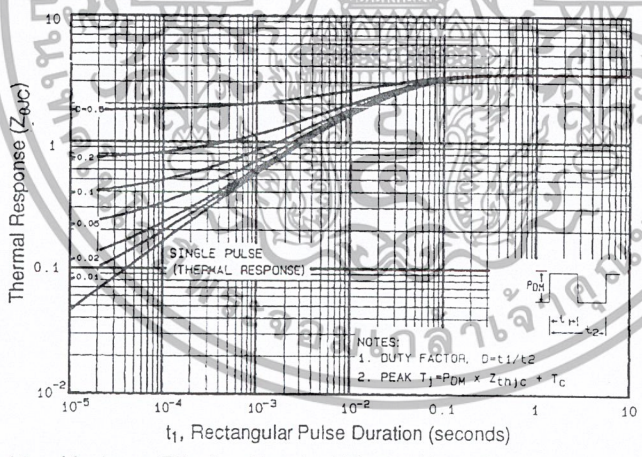 10
1
0.1
10-2
Thermal Response (ZθJC)
D=0.5
0.2
0.1
0.05
0.02
0.01
SINGLE PULSE
(THERMAL RESPONSE)
PDM
t1
t2
NOTES:
1. DUTY FACTOR, D=t1/t2
2. PEAK Tj=PDM x Zthjc + Tc
10-5
10-4
10-3
10-2
0.1
1
10
t1, Rectangular Pulse Duration (seconds)